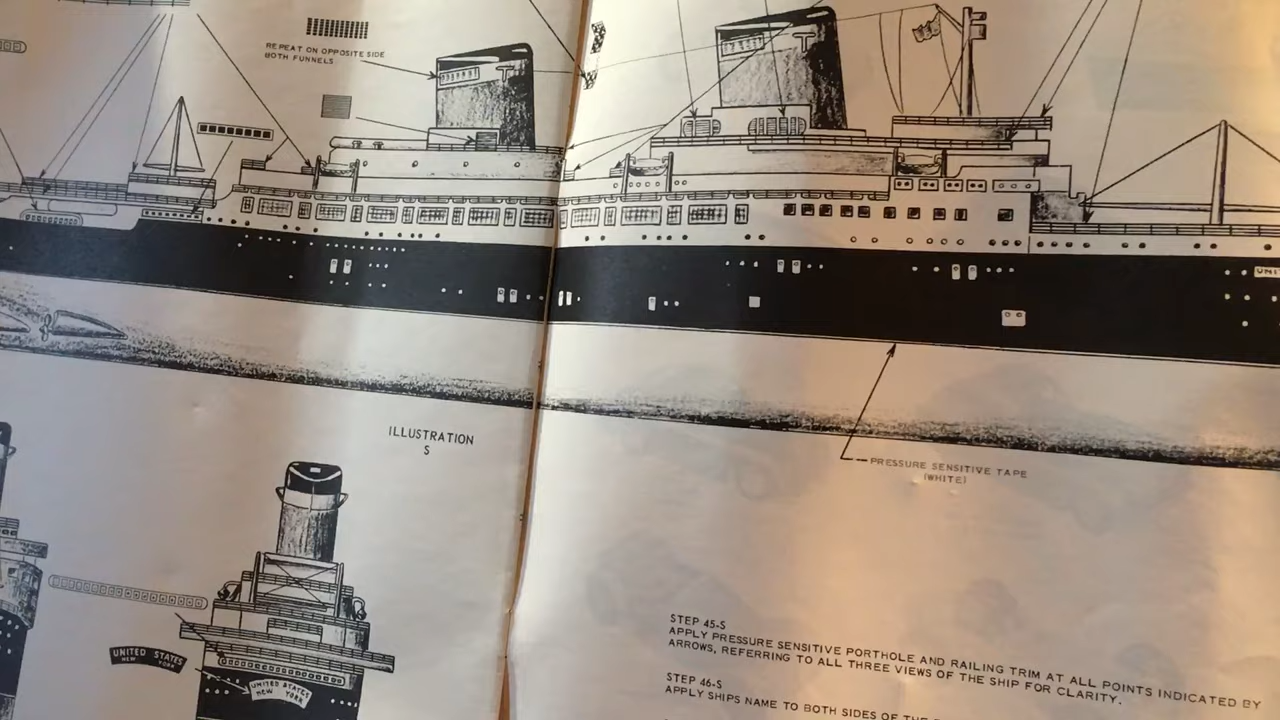 REPEAT ON OPPOSITE SIDE
BOTH FUNNELS
T
T
UNI
ILLUSTRATION
S
PRESSURE SENSITIVE TAPE
(WHITE)
UNITED STATES
NEW YORK
UNITED STATES
NEW YORK
STEP 45-S
APPLY PRESSURE SENSITIVE PORTHOLE AND RAILING TRIM AT ALL POINTS INDICATED BY
ARROWS, REFERRING TO ALL THREE VIEWS OF THE SHIP FOR CLARITY.
STEP 46-S
APPLY SHIPS NAME TO BOTH SIDES OF THE